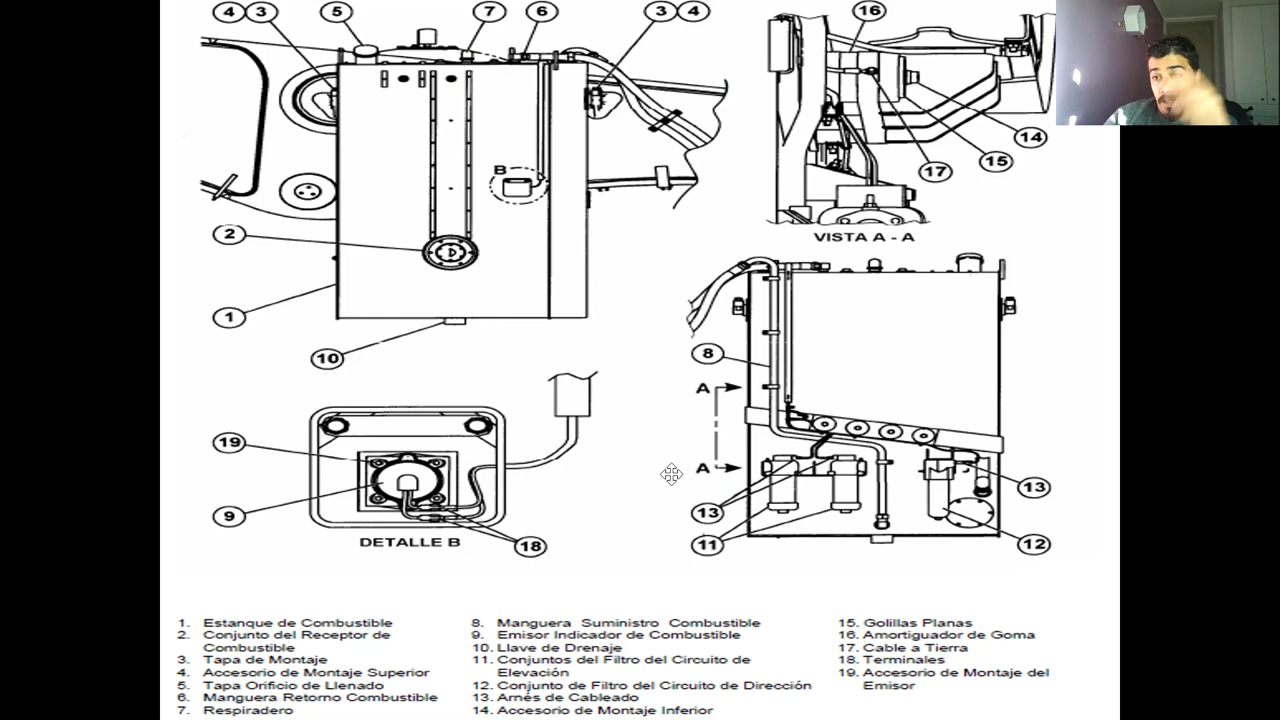 4 3 5 7 6 3 4 16
B
14
15
17
2
VISTA A - A
1
10
8
A
A
19
13
9
13
DETALLE B
18
11
12
1. Estanque de Combustible
2. Conjunto del Receptor de
Combustible
3. Tapa de Montaje
4. Accesorio de Montaje Superior
5. Tapa Orificio de Llenado
6. Manguera Retorno Combustible
7. Respiradero
8. Manguera Suministro Combustible
9. Emisor Indicador de Combustible
10. Llave de Drenaje
11. Conjuntos del Filtro del Circuito de
Elevación
12. Conjunto de Filtro del Circuito de Dirección
13. Arnés de Cableado
14. Accesorio de Montaje Inferior
15. Golillas Planas
16. Amortiguador de Goma
17. Cable a Tierra
18. Terminales
19. Accesorio de Montaje del
Emisor